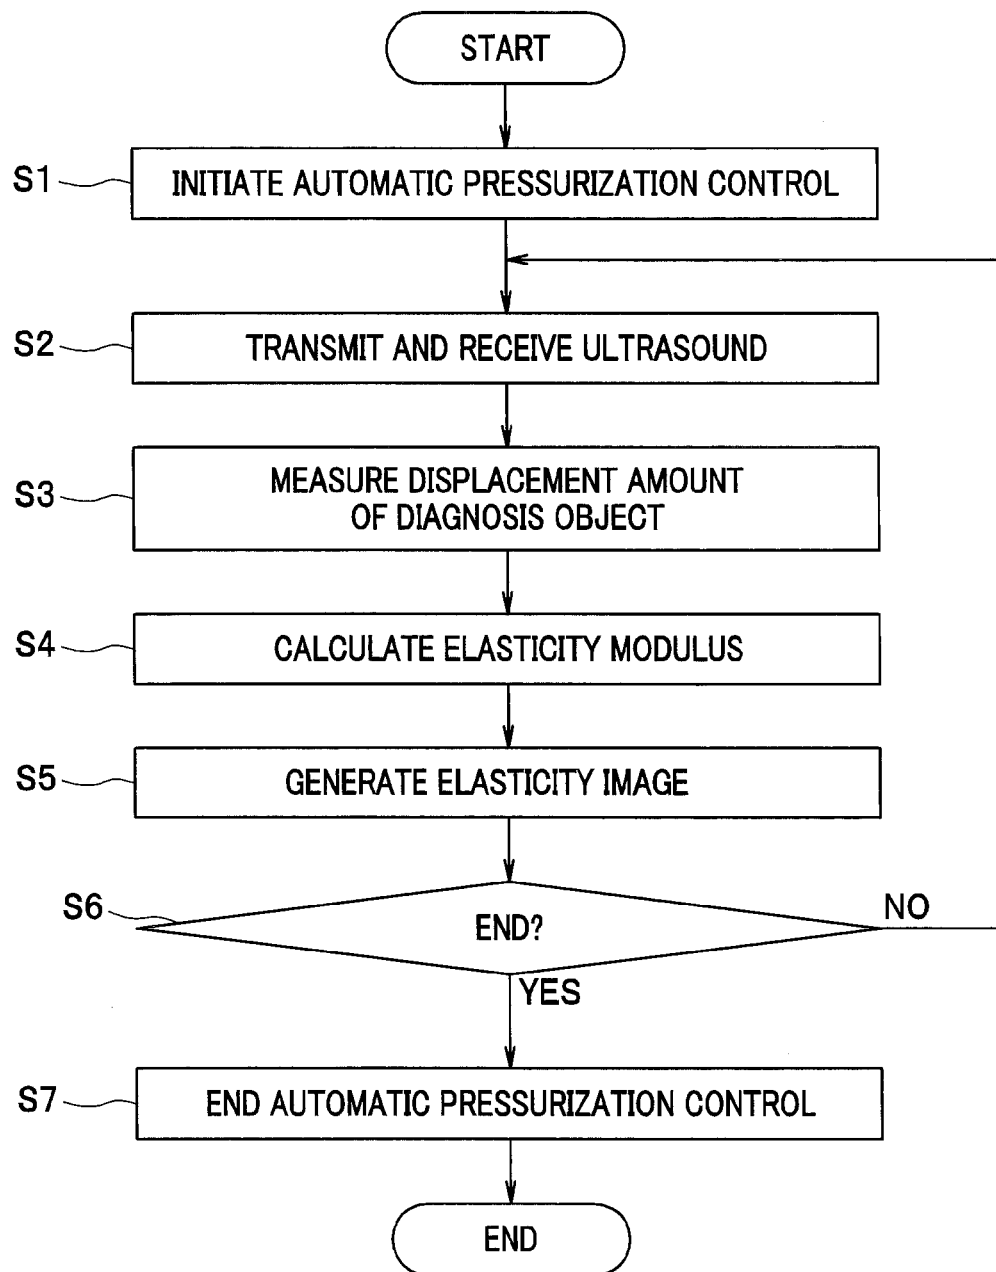 START
S1 INITIATE AUTOMATIC PRESSURIZATION CONTROL
S2 TRANSMIT AND RECEIVE ULTRASOUND
S3 MEASURE DISPLACEMENT AMOUNT
OF DIAGNOSIS OBJECT
S4 CALCULATE ELASTICITY MODULUS
S5 GENERATE ELASTICITY IMAGE
S6 END? NO
YES
S7 END AUTOMATIC PRESSURIZATION CONTROL
END